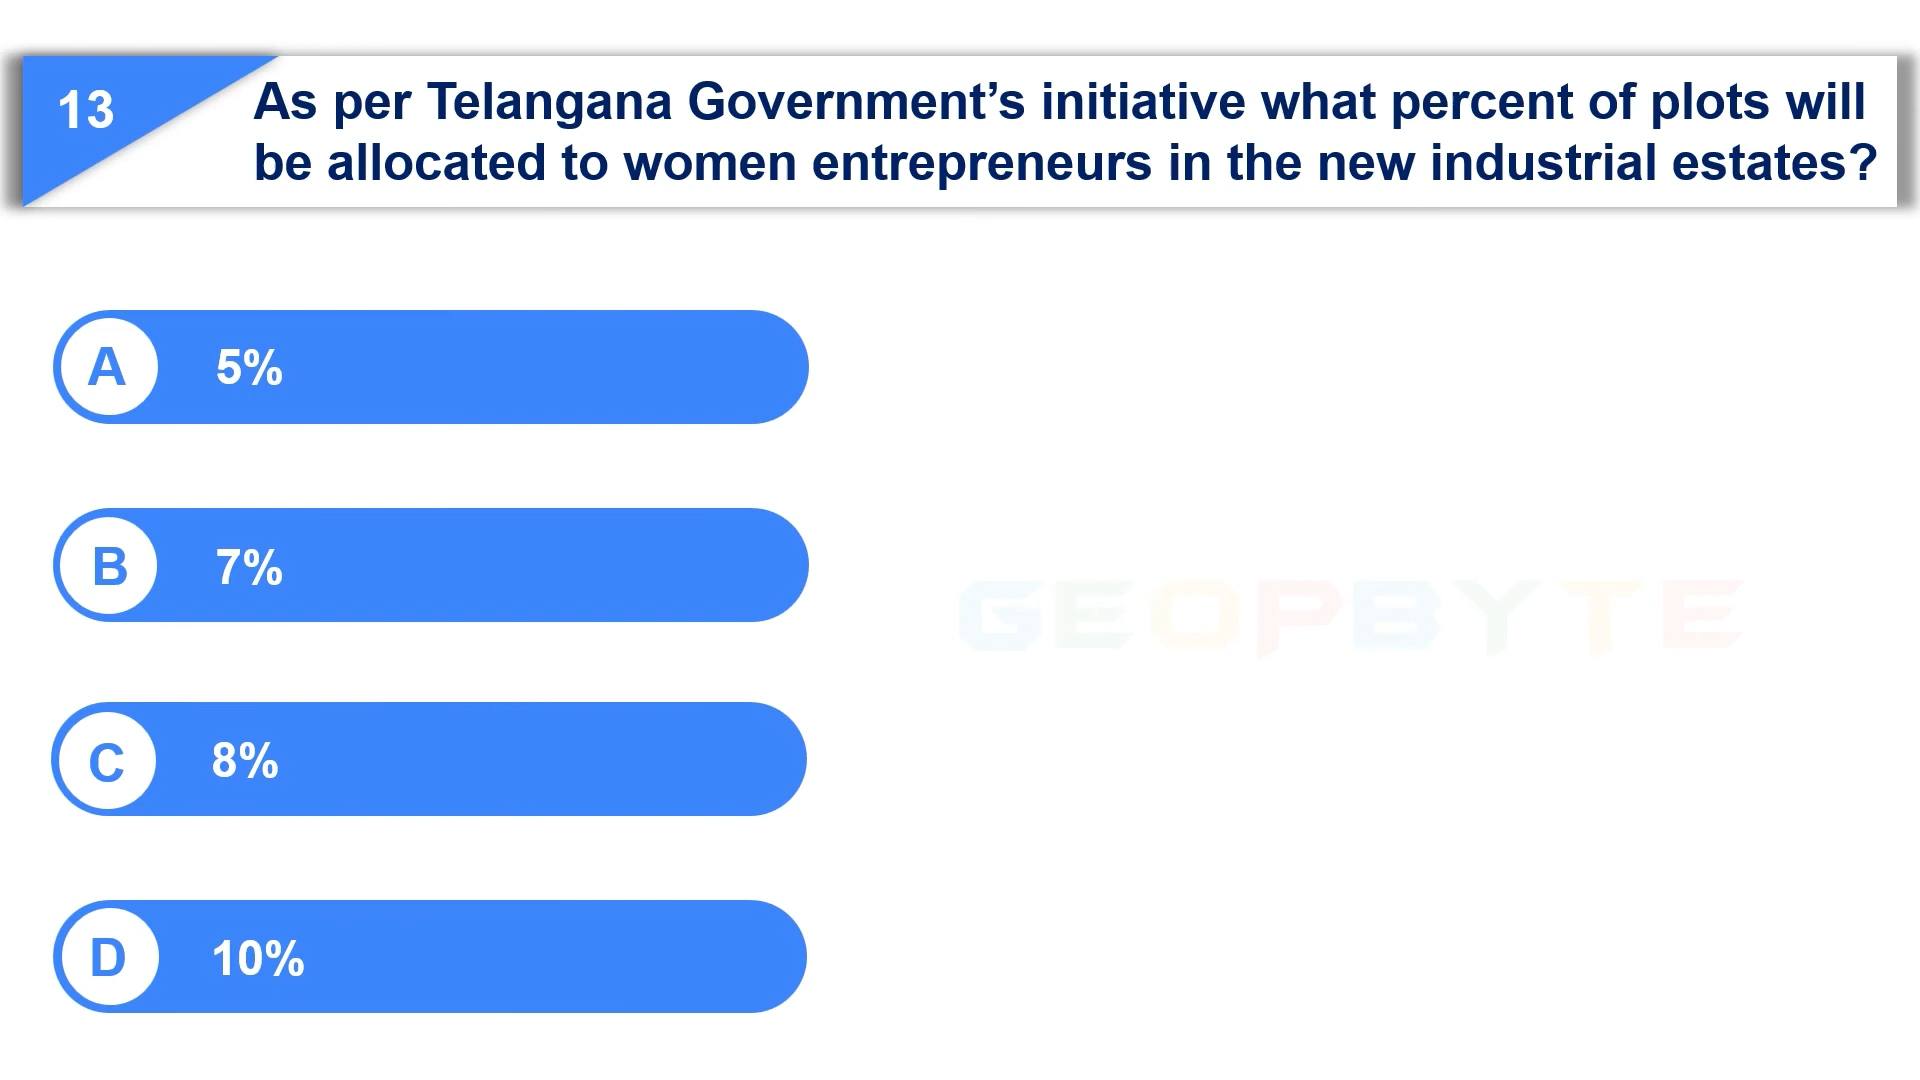 13
As per Telangana Government’s initiative what percent of plots will
be allocated to women entrepreneurs in the new industrial estates?
A 5%
B 7%
GEOPBYTE
C 8%
D 10%